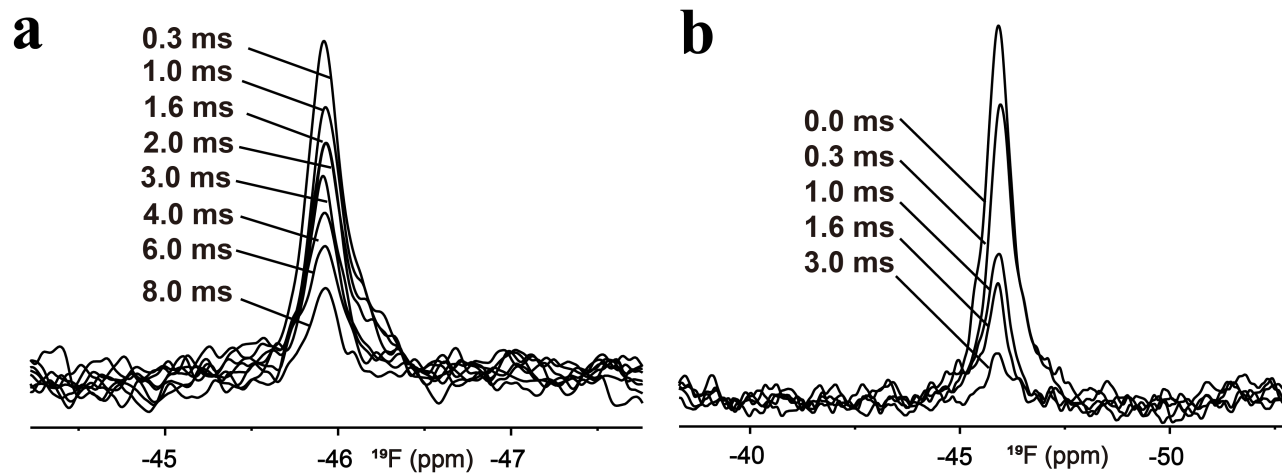 a
0.3 ms
1.0 ms
1.6 ms
2.0 ms
3.0 ms
4.0 ms
6.0 ms
8.0 ms
-45 -46 ¹⁹F (ppm) -47
b
0.0 ms
0.3 ms
1.0 ms
1.6 ms
3.0 ms
-40 -45 ¹⁹F (ppm) -50